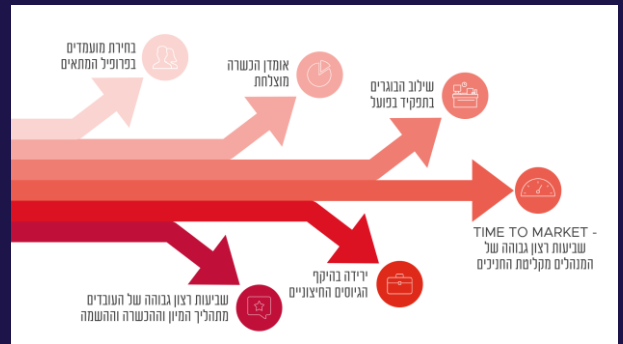 בחירת מועמדים
בפרופיל המתאים
אומדן הכשרה
מוצלחת
שילוב הבוגרים
בתפקיד בפועל
TIME TO MARKET -
שביעות רצון גבוהה של
המנהלים מקליטת החניכים
ירידה בהיקף
הגיוסים החיצוניים
שביעות רצון גבוהה של העובדים
מתהליך המיון וההכשרה וההשמה